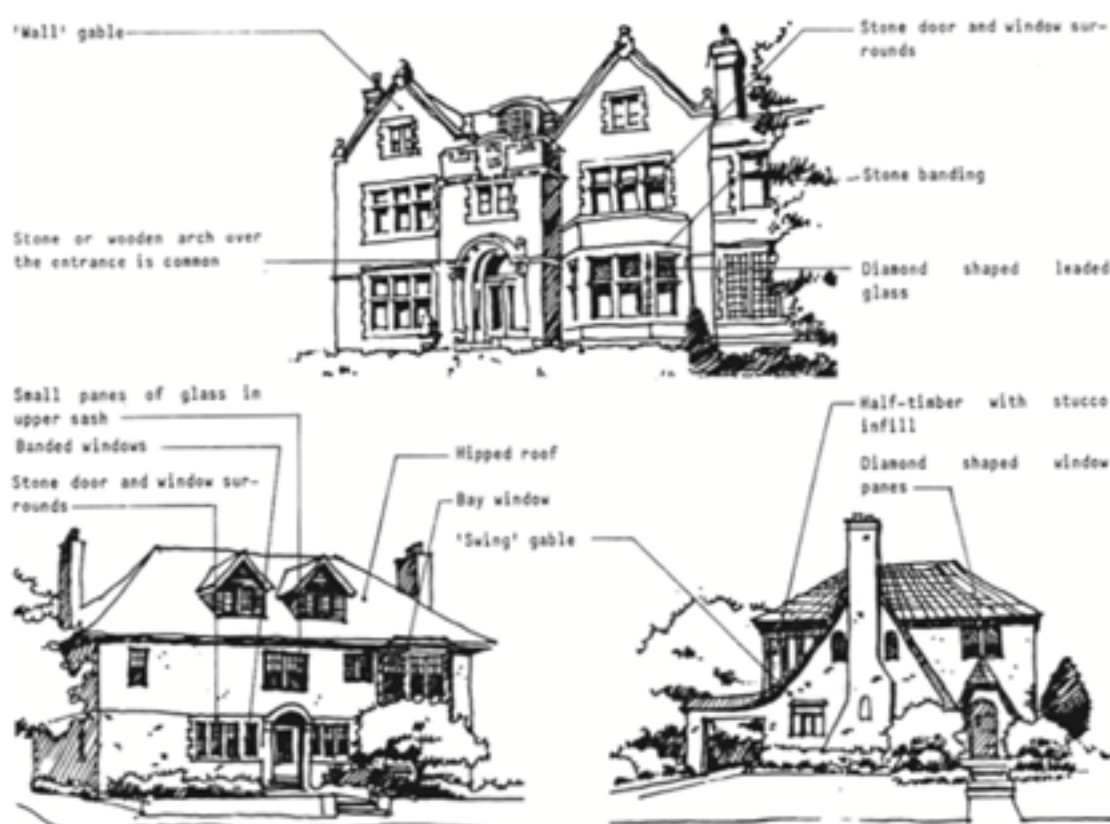 'Wall' gable
Stone door and window sur-
rounds
Stone banding
Stone or wooden arch over
the entrance is common
Diamond shaped leaded
glass
Small panes of glass in
upper sash
Banded windows
Stone door and window sur-
rounds
Hipped roof
Bay window
'Swing' gable
Half-timber with stucco
infill
Diamond shaped window
panes